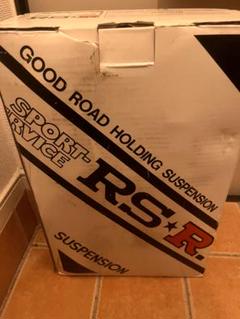 GOOD ROAD HOLDING SUSPENSION
SPORT-
SERVICE
RS★R.
SUSPENSION